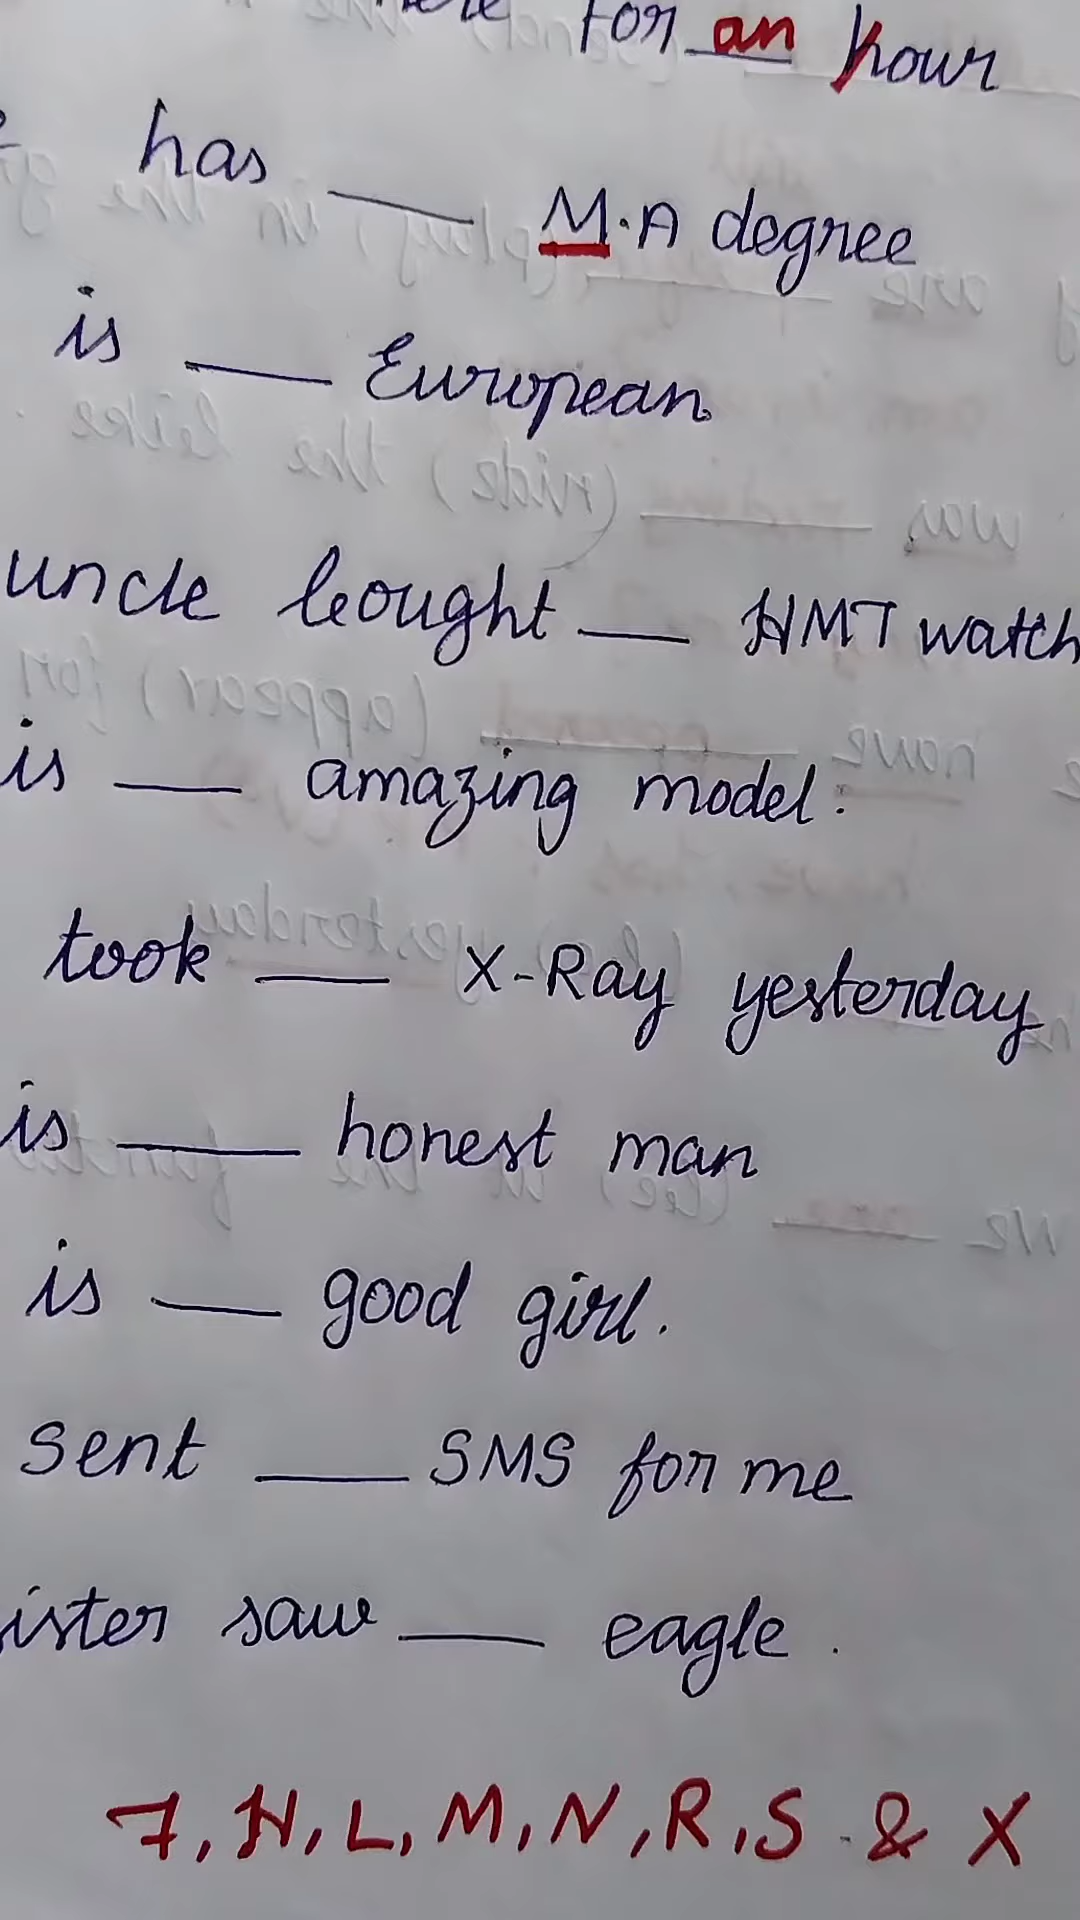 for an hour
has ___ M.A degree
is ___ European
uncle bought ___ HMT watch
is ___ amazing model.
took ___ X-Ray yesterday
is ___ honest man
is ___ good girl.
sent ___ SMS for me
ister saw ___ eagle.
7, H, L, M, N, R, S & X